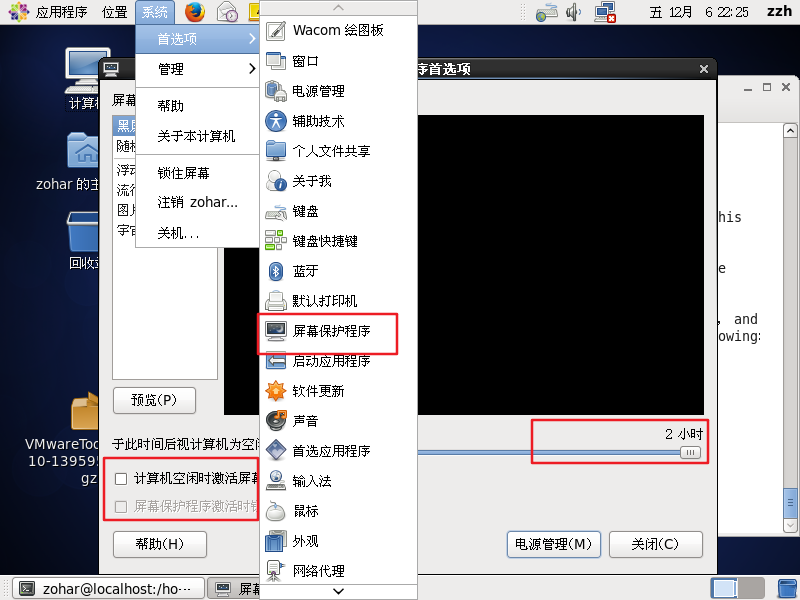 应用程序 位置 系统
五 12月 6 22:25 zzh
首选项
管理
帮助
关于本计算机
锁住屏幕
注销 zohar...
关机...
Wacom 绘图板
窗口
电源管理
辅助技术
个人文件共享
关于我
键盘
键盘快捷键
蓝牙
默认打印机
屏幕保护程序
启动应用程序
软件更新
声音
首选应用程序
输入法
鼠标
外观
网络代理
计算
zohar 的主
回收
VMwareToo
10-139595
gz
序首选项
屏幕
黑屏
随机
浮动
流行
图片
宇宙
预览(P)
于此时间后视计算机为空闲
2 小时
计算机空闲时激活屏幕
屏幕保护程序激活时锁
帮助(H)
电源管理(M)
关闭(C)
his
e
, and
owing:
zohar@localhost:/ho···
屏幕